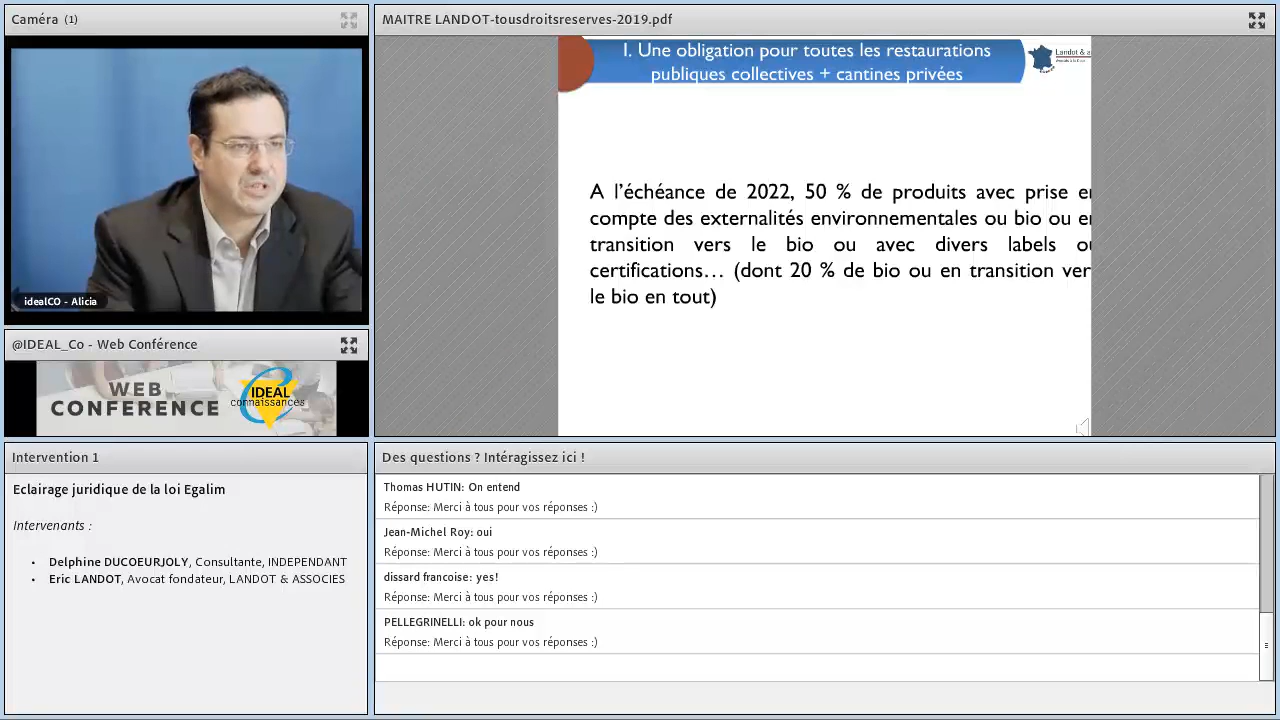 Caméra (1)
idealCO - Alicia
@IDEAL_Co - Web Conférence
WEB
CONFERENCE
IDEAL
connaissances
Intervention 1
Eclairage juridique de la loi Egalim
Intervenants :
• Delphine DUCOEURJOLY, Consultante, INDEPENDANT
• Eric LANDOT, Avocat fondateur, LANDOT & ASSOCIES
MAITRE LANDOT-tousdroitsreserves-2019.pdf
I. Une obligation pour toutes les restaurations
publiques collectives + cantines privées
Landot & a
A l’échéance de 2022, 50 % de produits avec prise en
compte des externalités environnementales ou bio ou en
transition vers le bio ou avec divers labels ou
certifications… (dont 20 % de bio ou en transition ver
le bio en tout)
Des questions ? Intéragissez ici !
Thomas HUTIN: On entend
Réponse: Merci à tous pour vos réponses :)
Jean-Michel Roy: oui
Réponse: Merci à tous pour vos réponses :)
dissard francoise: yes!
Réponse: Merci à tous pour vos réponses :)
PELLEGRINELLI: ok pour nous
Réponse: Merci à tous pour vos réponses :)